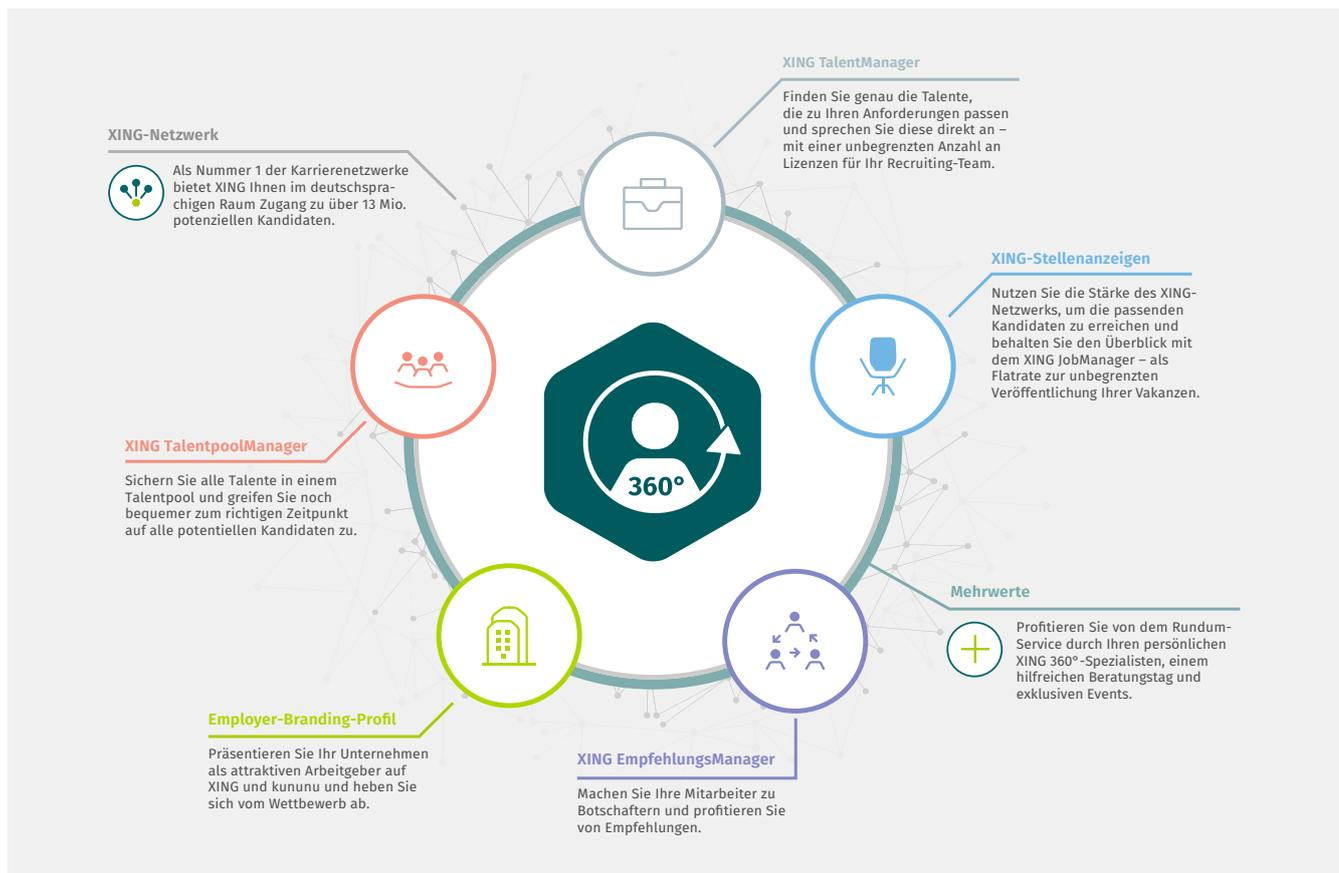 XING TalentManager
Finden Sie genau die Talente,
die zu Ihren Anforderungen passen
und sprechen Sie diese direkt an –
mit einer unbegrenzten Anzahl an
Lizenzen für Ihr Recruiting-Team.
XING-Netzwerk
Als Nummer 1 der Karrierenetzwerke
bietet XING Ihnen im deutschspra-
chigen Raum Zugang zu über 13 Mio.
potenziellen Kandidaten.
XING-Stellenanzeigen
Nutzen Sie die Stärke des XING-
Netzwerks, um die passenden
Kandidaten zu erreichen und
behalten Sie den Überblick mit
dem XING JobManager – als
Flatrate zur unbegrenzten
Veröffentlichung Ihrer Vakanzen.
360°
XING TalentpoolManager
Sichern Sie alle Talente in einem
Talentpool und greifen Sie noch
bequemer zum richtigen Zeitpunkt
auf alle potentiellen Kandidaten zu.
Mehrwerte
Profitieren Sie von dem Rundum-
Service durch Ihren persönlichen
XING 360°-Spezialisten, einem
hilfreichen Beratungstag und
exklusiven Events.
Employer-Branding-Profil
Präsentieren Sie Ihr Unternehmen
als attraktiven Arbeitgeber auf
XING und kununu und heben Sie
sich vom Wettbewerb ab.
XING EmpfehlungsManager
Machen Sie Ihre Mitarbeiter zu
Botschaftern und profitieren Sie
von Empfehlungen.